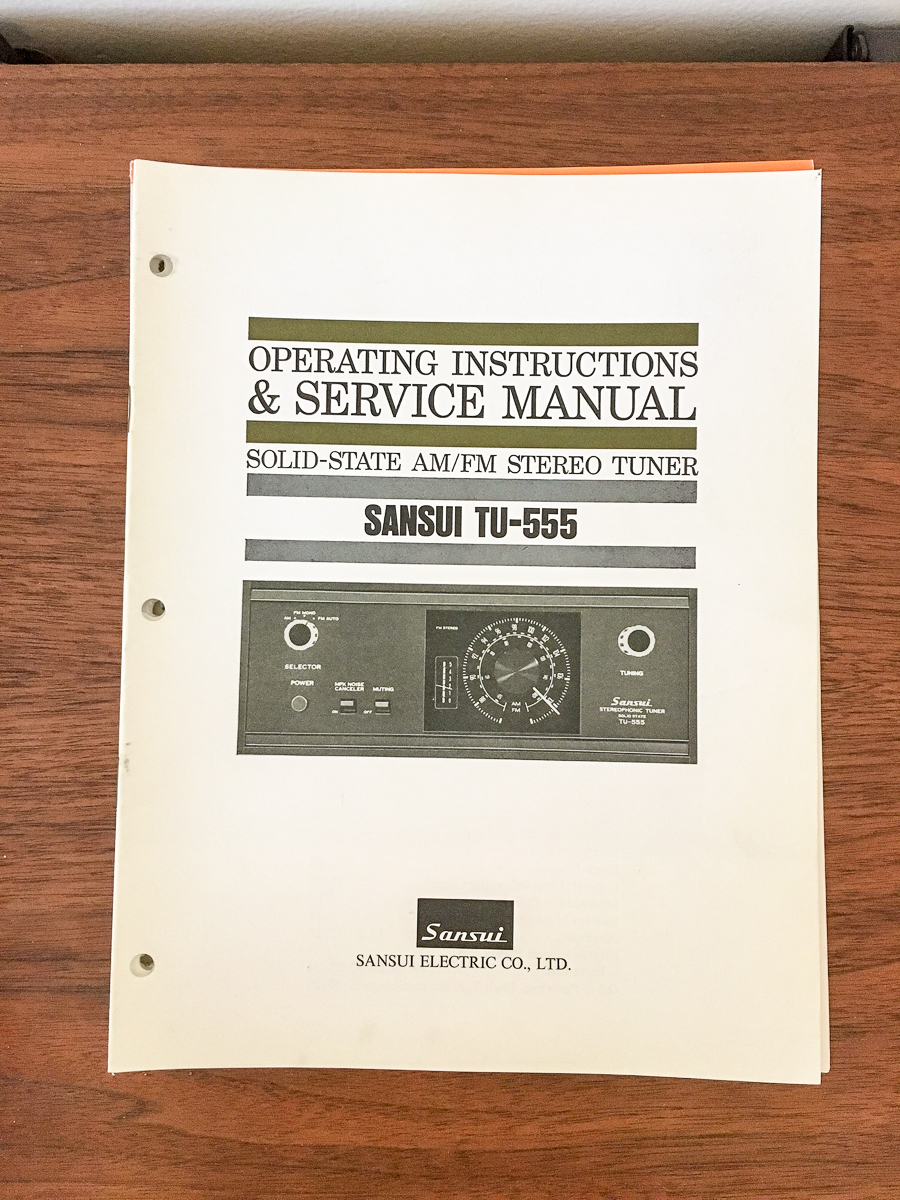 OPERATING INSTRUCTIONS
& SERVICE MANUAL
SOLID-STATE AM/FM STEREO TUNER
SANSUI TU-555
FM MONO
AM FM AUTO
SELECTOR
POWER
MPX NOISE
CANCELER
MUTING
ON OFF
FM STEREO
AM
FM
TUNING
Sansui
STEREOPHONIC TUNER
SOLID STATE
TU-555
Sansui
SANSUI ELECTRIC CO., LTD.